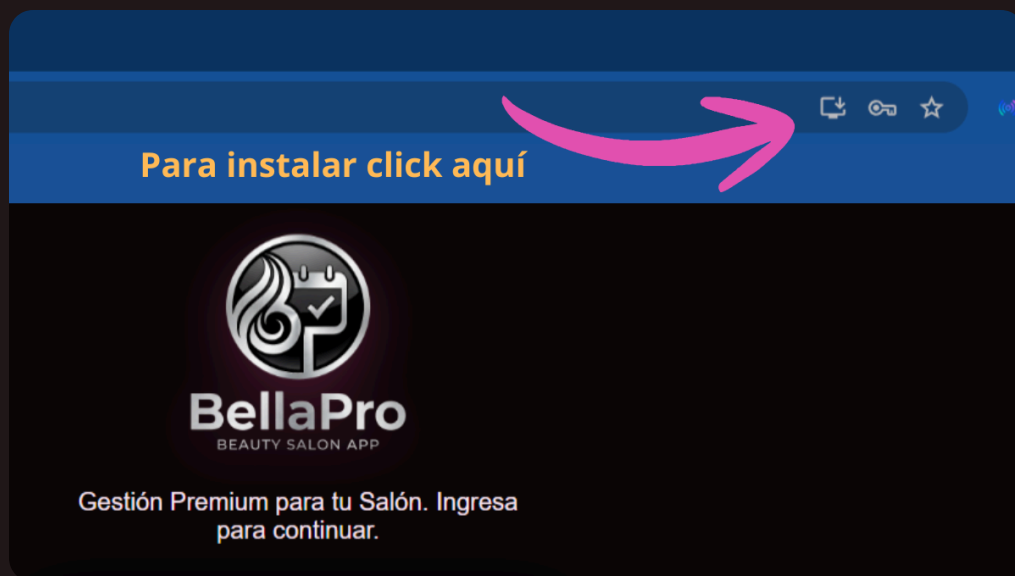 Para instalar click aquí
BellaPro
BEAUTY SALON APP
Gestión Premium para tu Salón. Ingresa
para continuar.